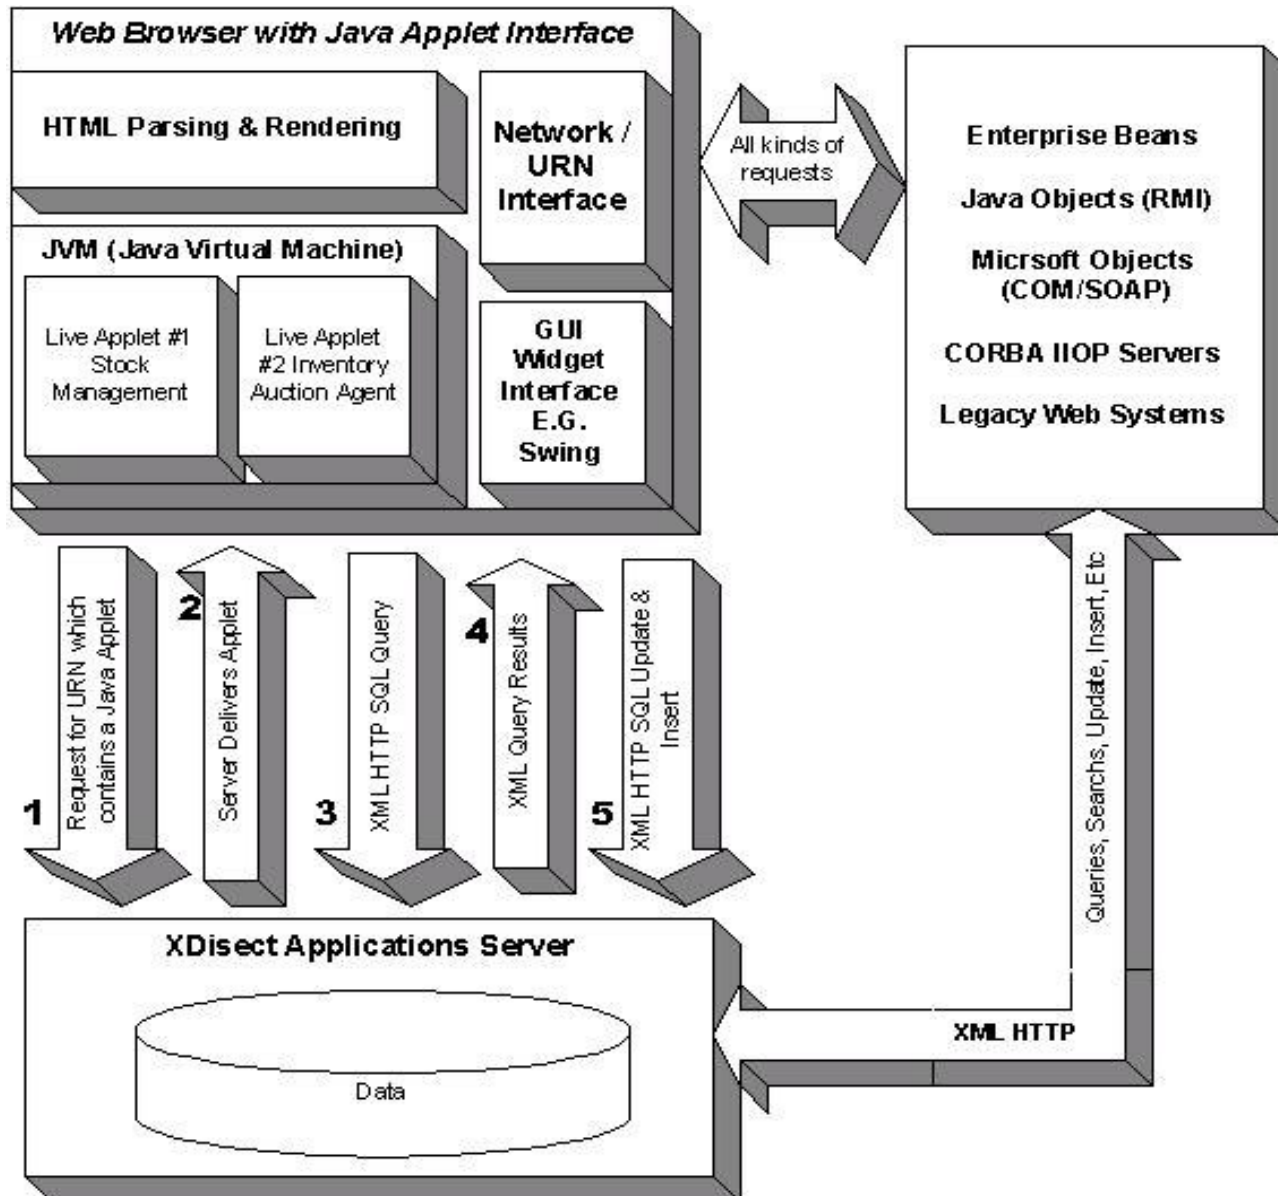 Web Browser with Java Applet Interface
HTML Parsing & Rendering
Network /
URN
Interface
JVM (Java Virtual Machine)
Live Applet #1
Stock
Management
Live Applet
#2 Inventory
Auction Agent
GUI
Widget
Interface
E.G.
Swing
All kinds of
requests
Enterprise Beans
Java Objects (RMI)
Micrsoft Objects
(COM/SOAP)
CORBA IIOP Servers
Legacy Web Systems
1
Request for URN which
contains a Java Applet
2
Server Delivers Applet
3
XML HTTP SQL Query
4
XML Query Results
5
XML HTTP SQL Update &
Insert
Queries, Searchs, Update, Insert, Etc
XML HTTP
XDisect Applications Server
Data